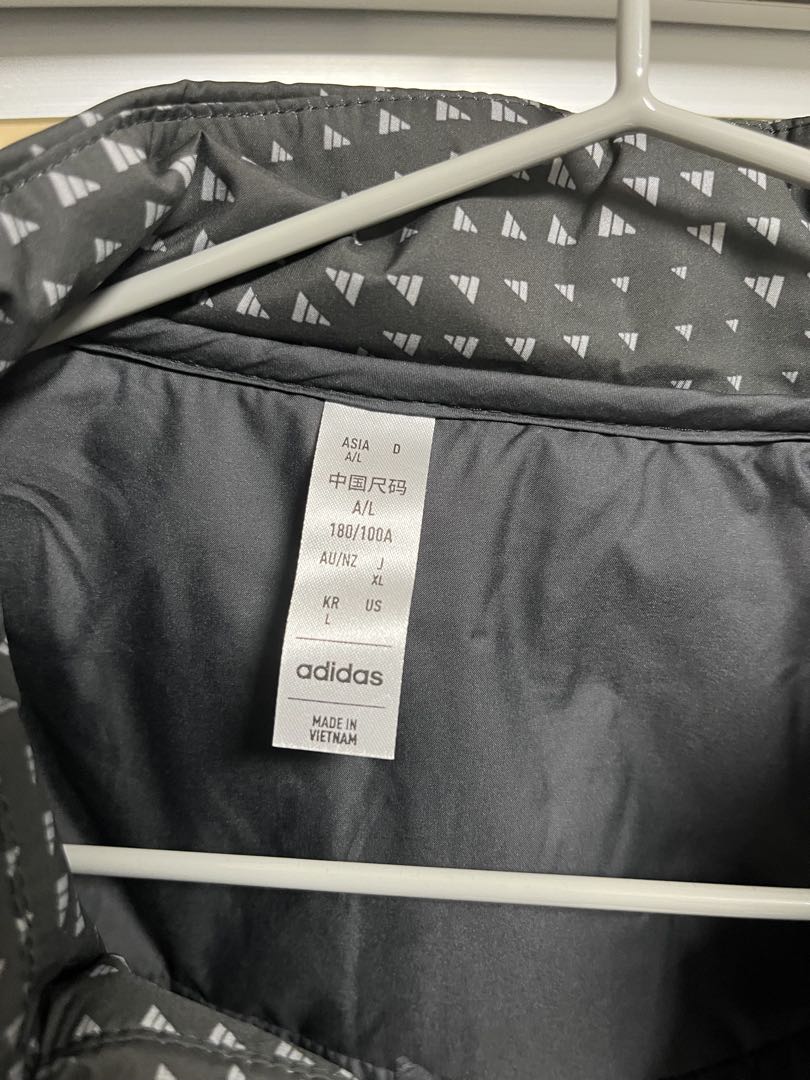 ASIA D
A/L
中国尺码
A/L
180/100A
AU/NZ J
XL
KR US
L
adidas
MADE IN
VIETNAM